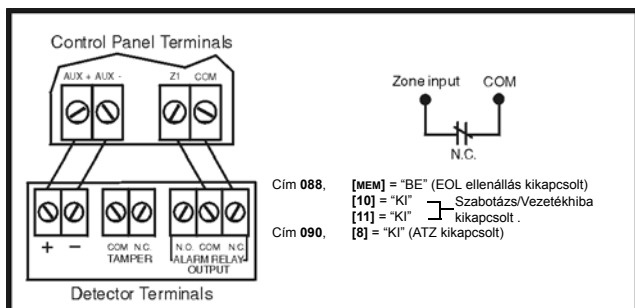 Control Panel Terminals
AUX + AUX - Z1 COM
Zone input COM
N.C.
Cím 088, [MEM] = “BE” (EOL ellenállás kikapcsolt)
[10] = “KI” Szabotázs/Vezetékhiba
[11] = “KI” kikapcsolt .
Cím 090, [8] = “KI” (ATZ kikapcsolt)
+ − COM N.C. N.O. COM N.C.
TAMPER ALARM RELAY
OUTPUT
Detector Terminals